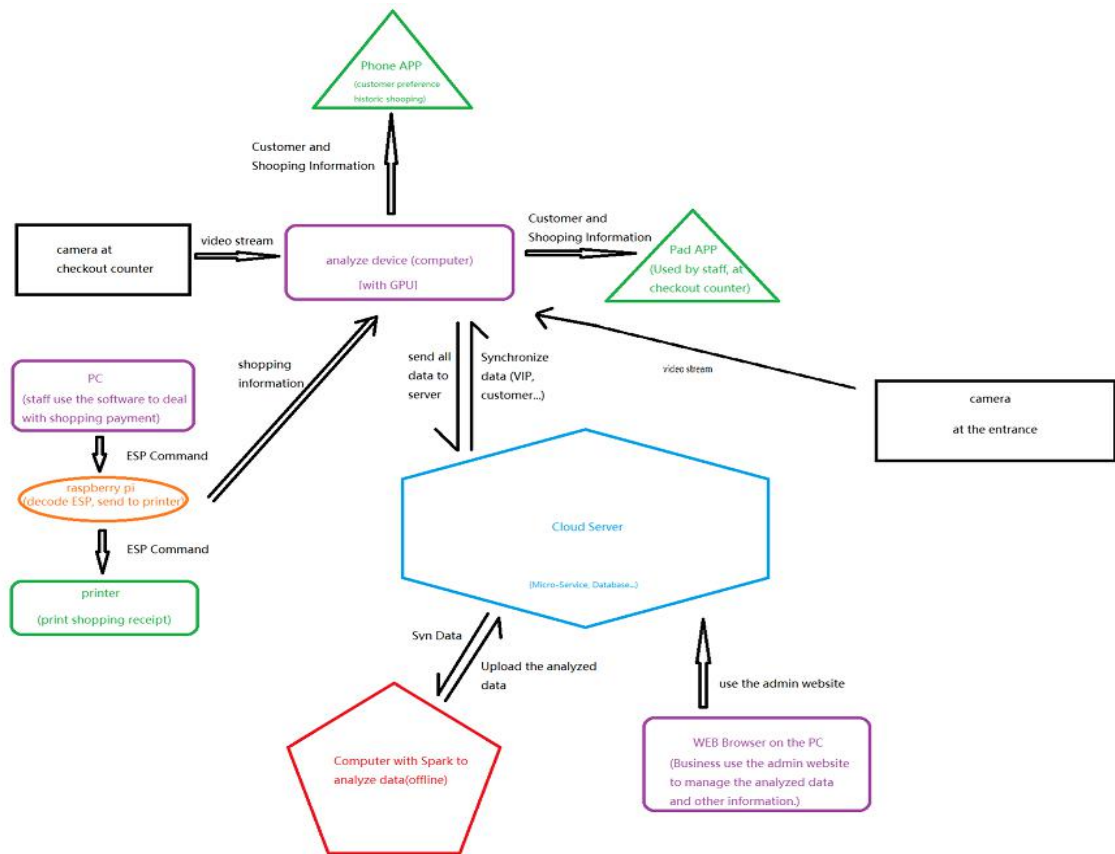 Phone APP
(customer preference
historic shooping)
Customer and
Shooping Information
camera at
checkout counter
video stream
analyze device (computer)
[with GPU]
Customer and
Shooping Information
Pad APP
(Used by staff, at
checkout counter)
PC
(staff use the software to deal
with shopping payment)
shopping
information
send all
data to
server
Synchronize
data (VIP,
customer...)
video stream
camera
at the entrance
ESP Command
raspberry pi
(decode ESP, send to printer)
ESP Command
printer
(print shopping receipt)
Cloud Server
(Micro-Service, Database...)
Syn Data
Upload the analyzed
data
use the admin website
Computer with Spark to
analyze data(offline)
WEB Browser on the PC
(Business use the admin website
to manage the analyzed data
and other information.)